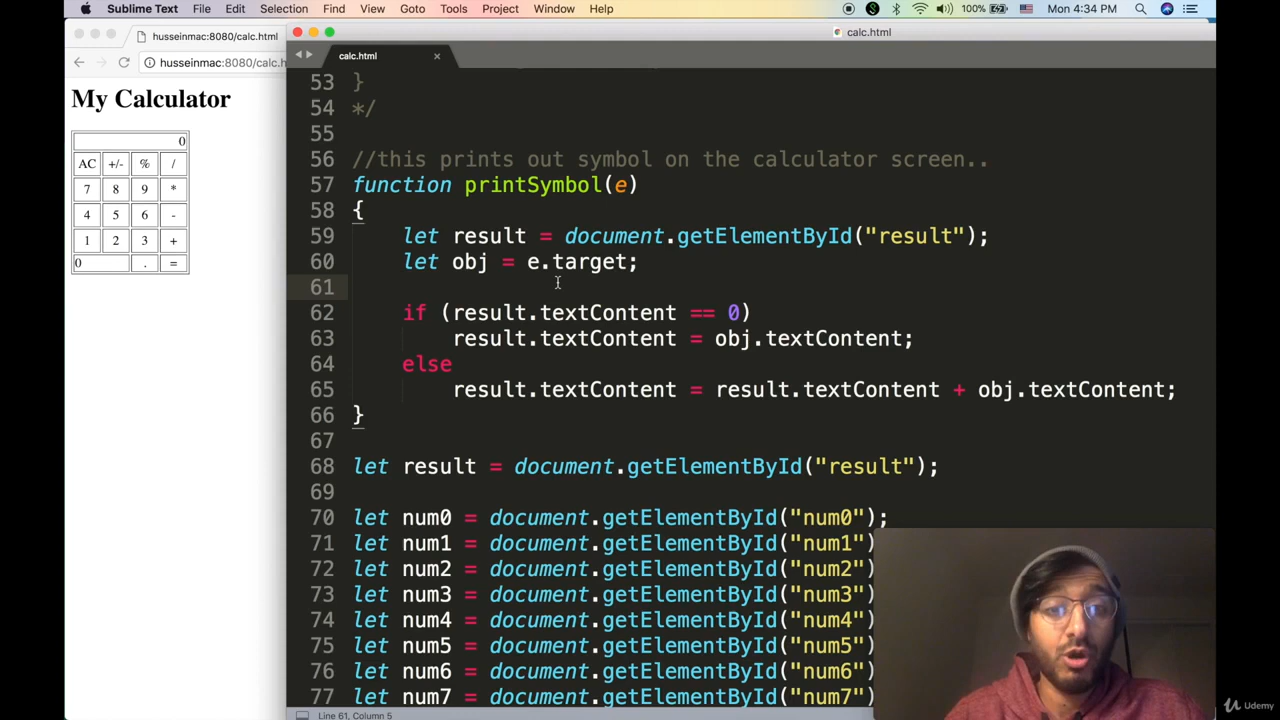 Sublime Text File Edit Selection Find View Goto Tools Project Window Help 100% Mon 4:34 PM
husseinmac:8080/calc.html
calc.html
calc.html
husseinmac:8080/calc.h
My Calculator
0
AC +/- % /
7 8 9 *
4 5 6 -
1 2 3 +
0 . =
53 }
54 */
55
56 //this prints out symbol on the calculator screen..
57 function printSymbol(e)
58 {
59 let result = document.getElementById("result");
60 let obj = e.target;
61
62 if (result.textContent == 0)
63 result.textContent = obj.textContent;
64 else
65 result.textContent = result.textContent + obj.textContent;
66 }
67
68 let result = document.getElementById("result");
69
70 let num0 = document.getElementById("num0");
71 let num1 = document.getElementById("num1")
72 let num2 = document.getElementById("num2")
73 let num3 = document.getElementById("num3")
74 let num4 = document.getElementById("num4")
75 let num5 = document.getElementById("num5")
76 let num6 = document.getElementById("num6")
77 let num7 = document.getElementById("num7")
Line 61, Column 5
Udemy